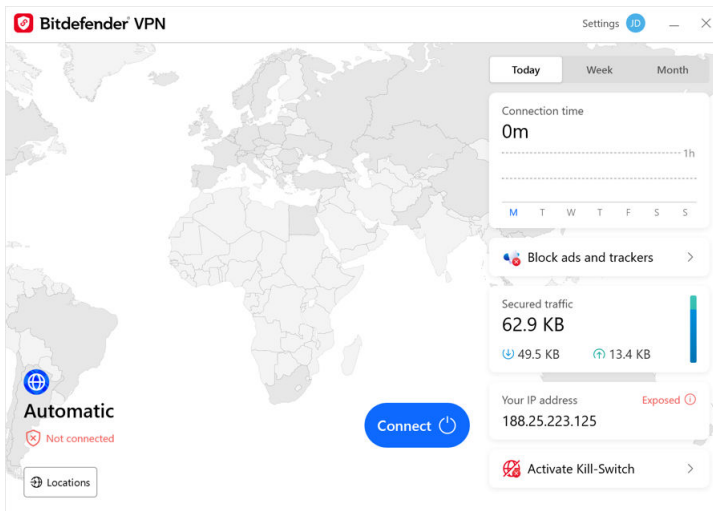 Bitdefender® VPN
Settings JD
Today Week Month
Connection time
0m
1h
M T W T F S S
Block ads and trackers
Secured traffic
62.9 KB
49.5 KB 13.4 KB
Your IP address Exposed
188.25.223.125
Activate Kill-Switch
Automatic
Not connected
Connect
Locations